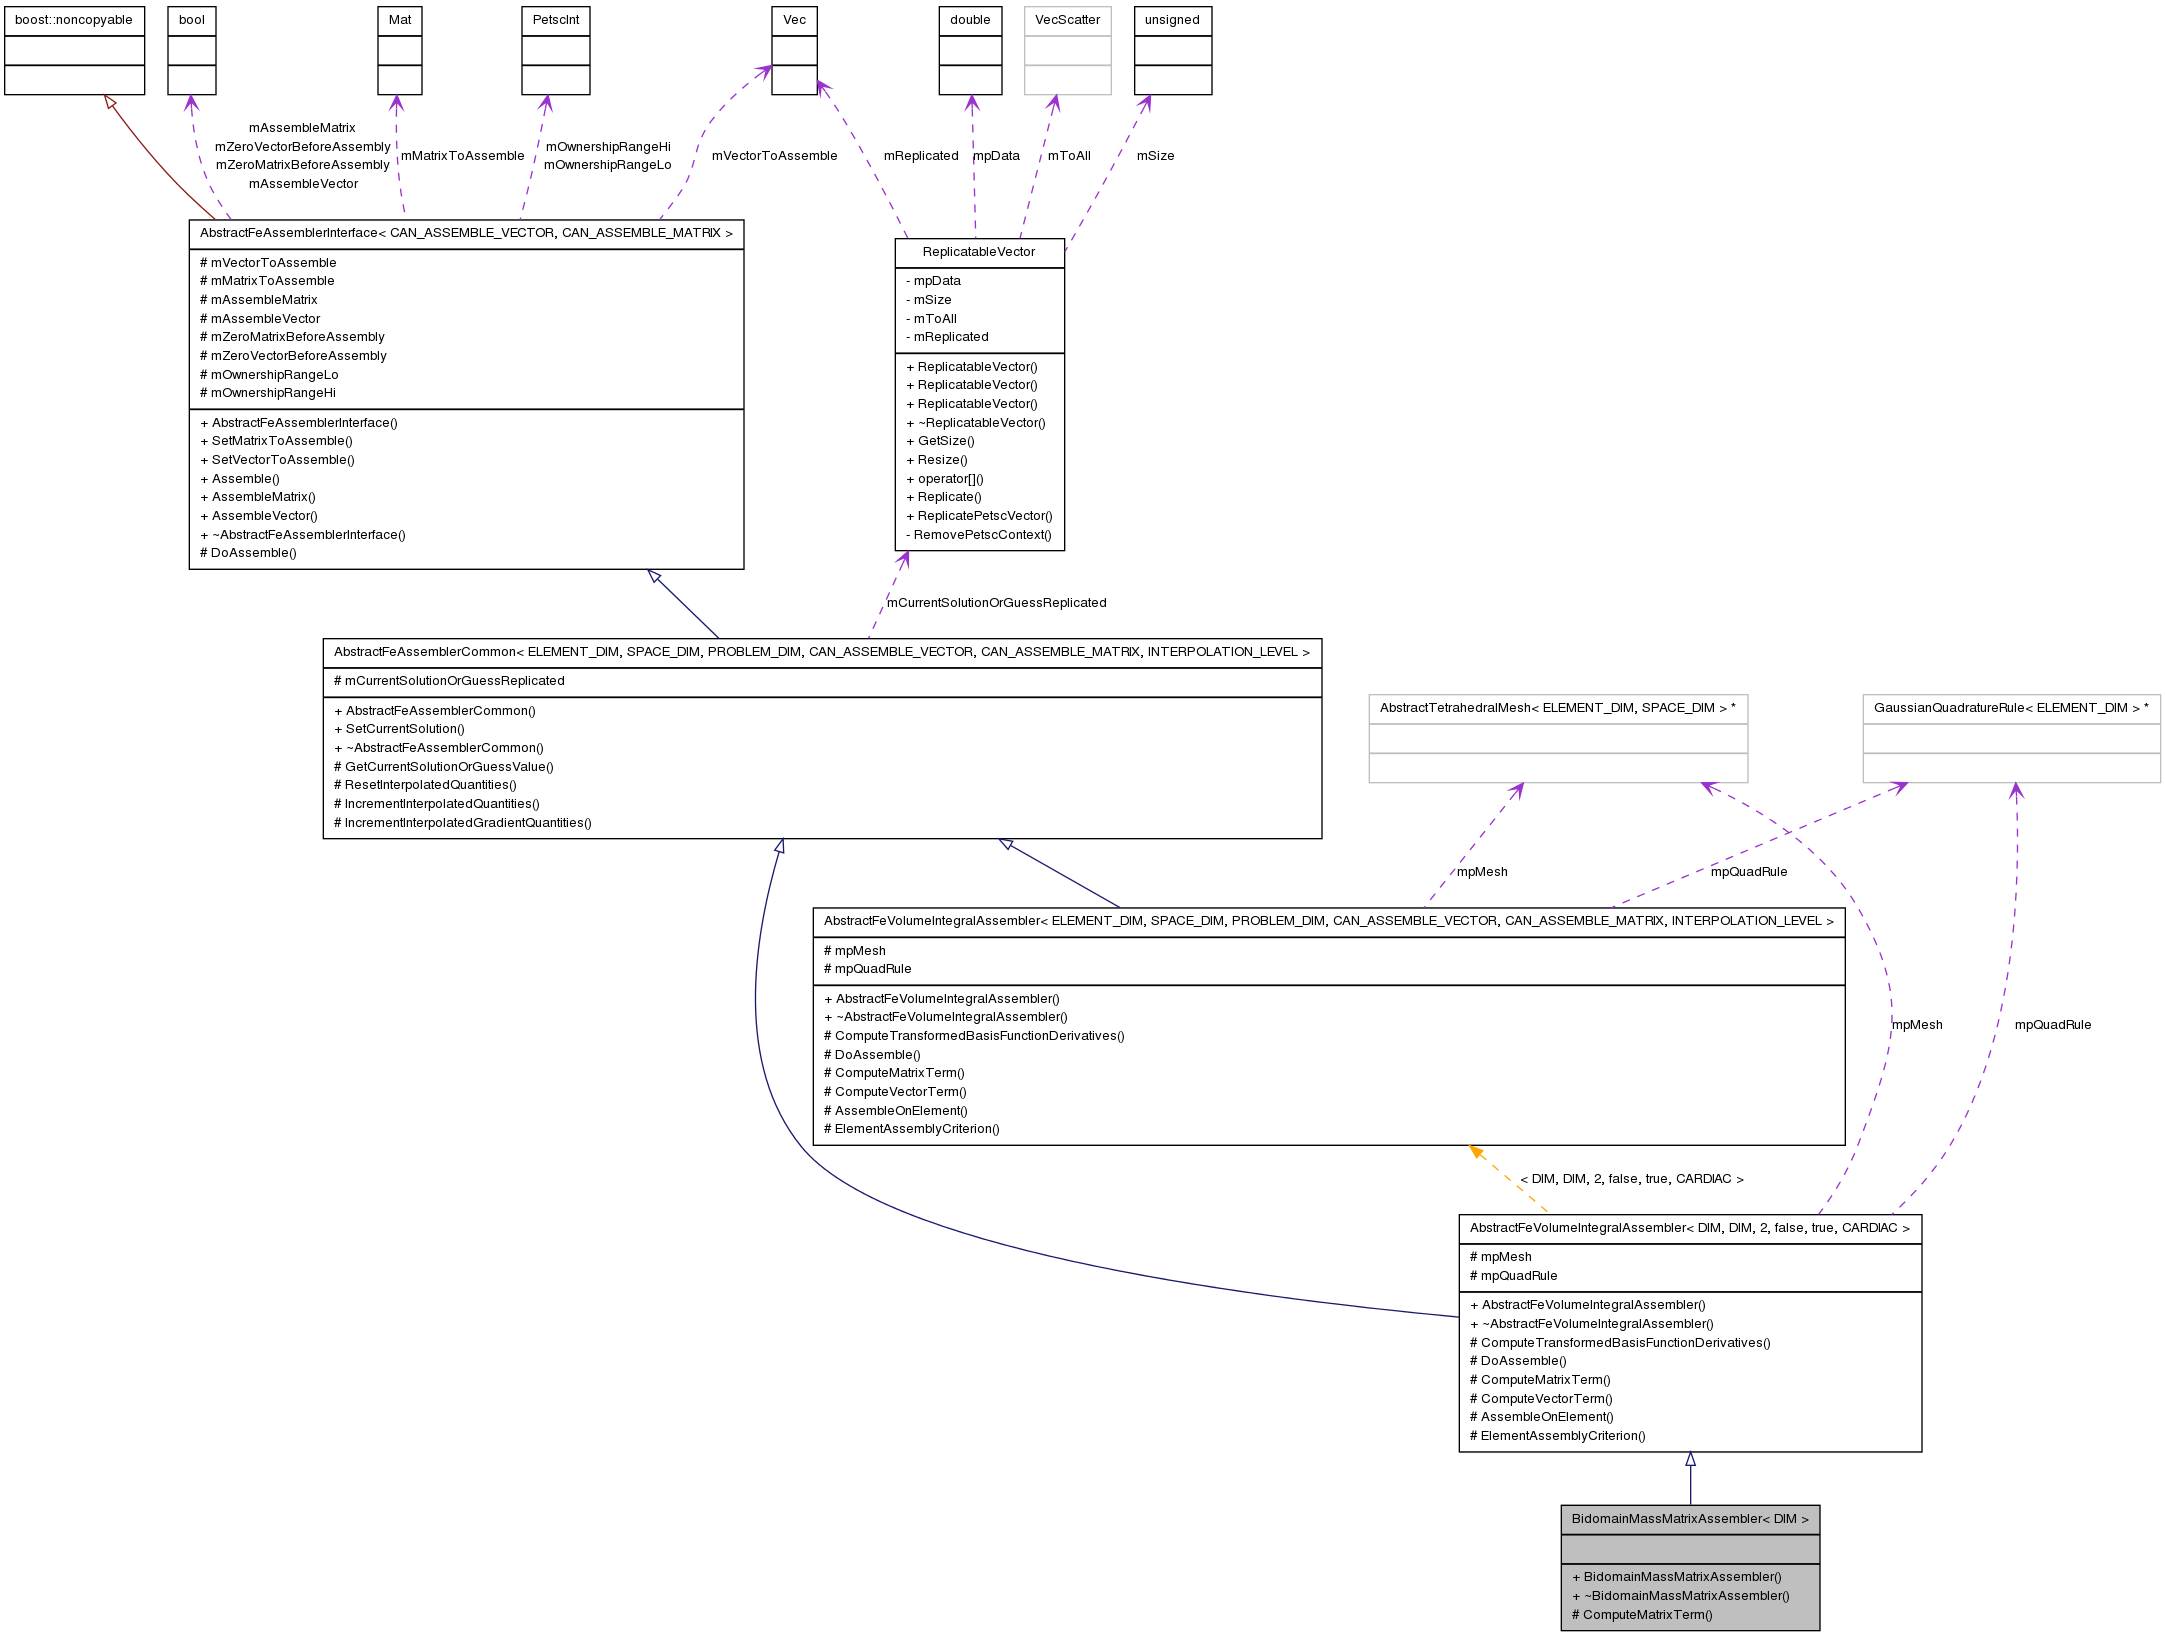 boost::noncopyable
bool
Mat
PetscInt
Vec
double
VecScatter
unsigned
mAssembleMatrix
mZeroVectorBeforeAssembly
mZeroMatrixBeforeAssembly
mAssembleVector
mMatrixToAssemble
mOwnershipRangeHi
mOwnershipRangeLo
mVectorToAssemble
mReplicated
mpData
mToAll
mSize
AbstractFeAssemblerInterface< CAN_ASSEMBLE_VECTOR, CAN_ASSEMBLE_MATRIX >
# mVectorToAssemble
# mMatrixToAssemble
# mAssembleMatrix
# mAssembleVector
# mZeroMatrixBeforeAssembly
# mZeroVectorBeforeAssembly
# mOwnershipRangeLo
# mOwnershipRangeHi
+ AbstractFeAssemblerInterface()
+ SetMatrixToAssemble()
+ SetVectorToAssemble()
+ Assemble()
+ AssembleMatrix()
+ AssembleVector()
+ ~AbstractFeAssemblerInterface()
# DoAssemble()
ReplicatableVector
- mpData
- mSize
- mToAll
- mReplicated
+ ReplicatableVector()
+ ReplicatableVector()
+ ReplicatableVector()
+ ~ReplicatableVector()
+ GetSize()
+ Resize()
+ operator[]()
+ Replicate()
+ ReplicatePetscVector()
- RemovePetscContext()
mCurrentSolutionOrGuessReplicated
AbstractFeAssemblerCommon< ELEMENT_DIM, SPACE_DIM, PROBLEM_DIM, CAN_ASSEMBLE_VECTOR, CAN_ASSEMBLE_MATRIX, INTERPOLATION_LEVEL >
# mCurrentSolutionOrGuessReplicated
+ AbstractFeAssemblerCommon()
+ SetCurrentSolution()
+ ~AbstractFeAssemblerCommon()
# GetCurrentSolutionOrGuessValue()
# ResetInterpolatedQuantities()
# IncrementInterpolatedQuantities()
# IncrementInterpolatedGradientQuantities()
AbstractTetrahedralMesh< ELEMENT_DIM, SPACE_DIM > *
GaussianQuadratureRule< ELEMENT_DIM > *
mpMesh
mpQuadRule
AbstractFeVolumeIntegralAssembler< ELEMENT_DIM, SPACE_DIM, PROBLEM_DIM, CAN_ASSEMBLE_VECTOR, CAN_ASSEMBLE_MATRIX, INTERPOLATION_LEVEL >
# mpMesh
# mpQuadRule
+ AbstractFeVolumeIntegralAssembler()
+ ~AbstractFeVolumeIntegralAssembler()
# ComputeTransformedBasisFunctionDerivatives()
# DoAssemble()
# ComputeMatrixTerm()
# ComputeVectorTerm()
# AssembleOnElement()
# ElementAssemblyCriterion()
mpMesh
mpQuadRule
< DIM, DIM, 2, false, true, CARDIAC >
AbstractFeVolumeIntegralAssembler< DIM, DIM, 2, false, true, CARDIAC >
# mpMesh
# mpQuadRule
+ AbstractFeVolumeIntegralAssembler()
+ ~AbstractFeVolumeIntegralAssembler()
# ComputeTransformedBasisFunctionDerivatives()
# DoAssemble()
# ComputeMatrixTerm()
# ComputeVectorTerm()
# AssembleOnElement()
# ElementAssemblyCriterion()
BidomainMassMatrixAssembler< DIM >
+ BidomainMassMatrixAssembler()
+ ~BidomainMassMatrixAssembler()
# ComputeMatrixTerm()